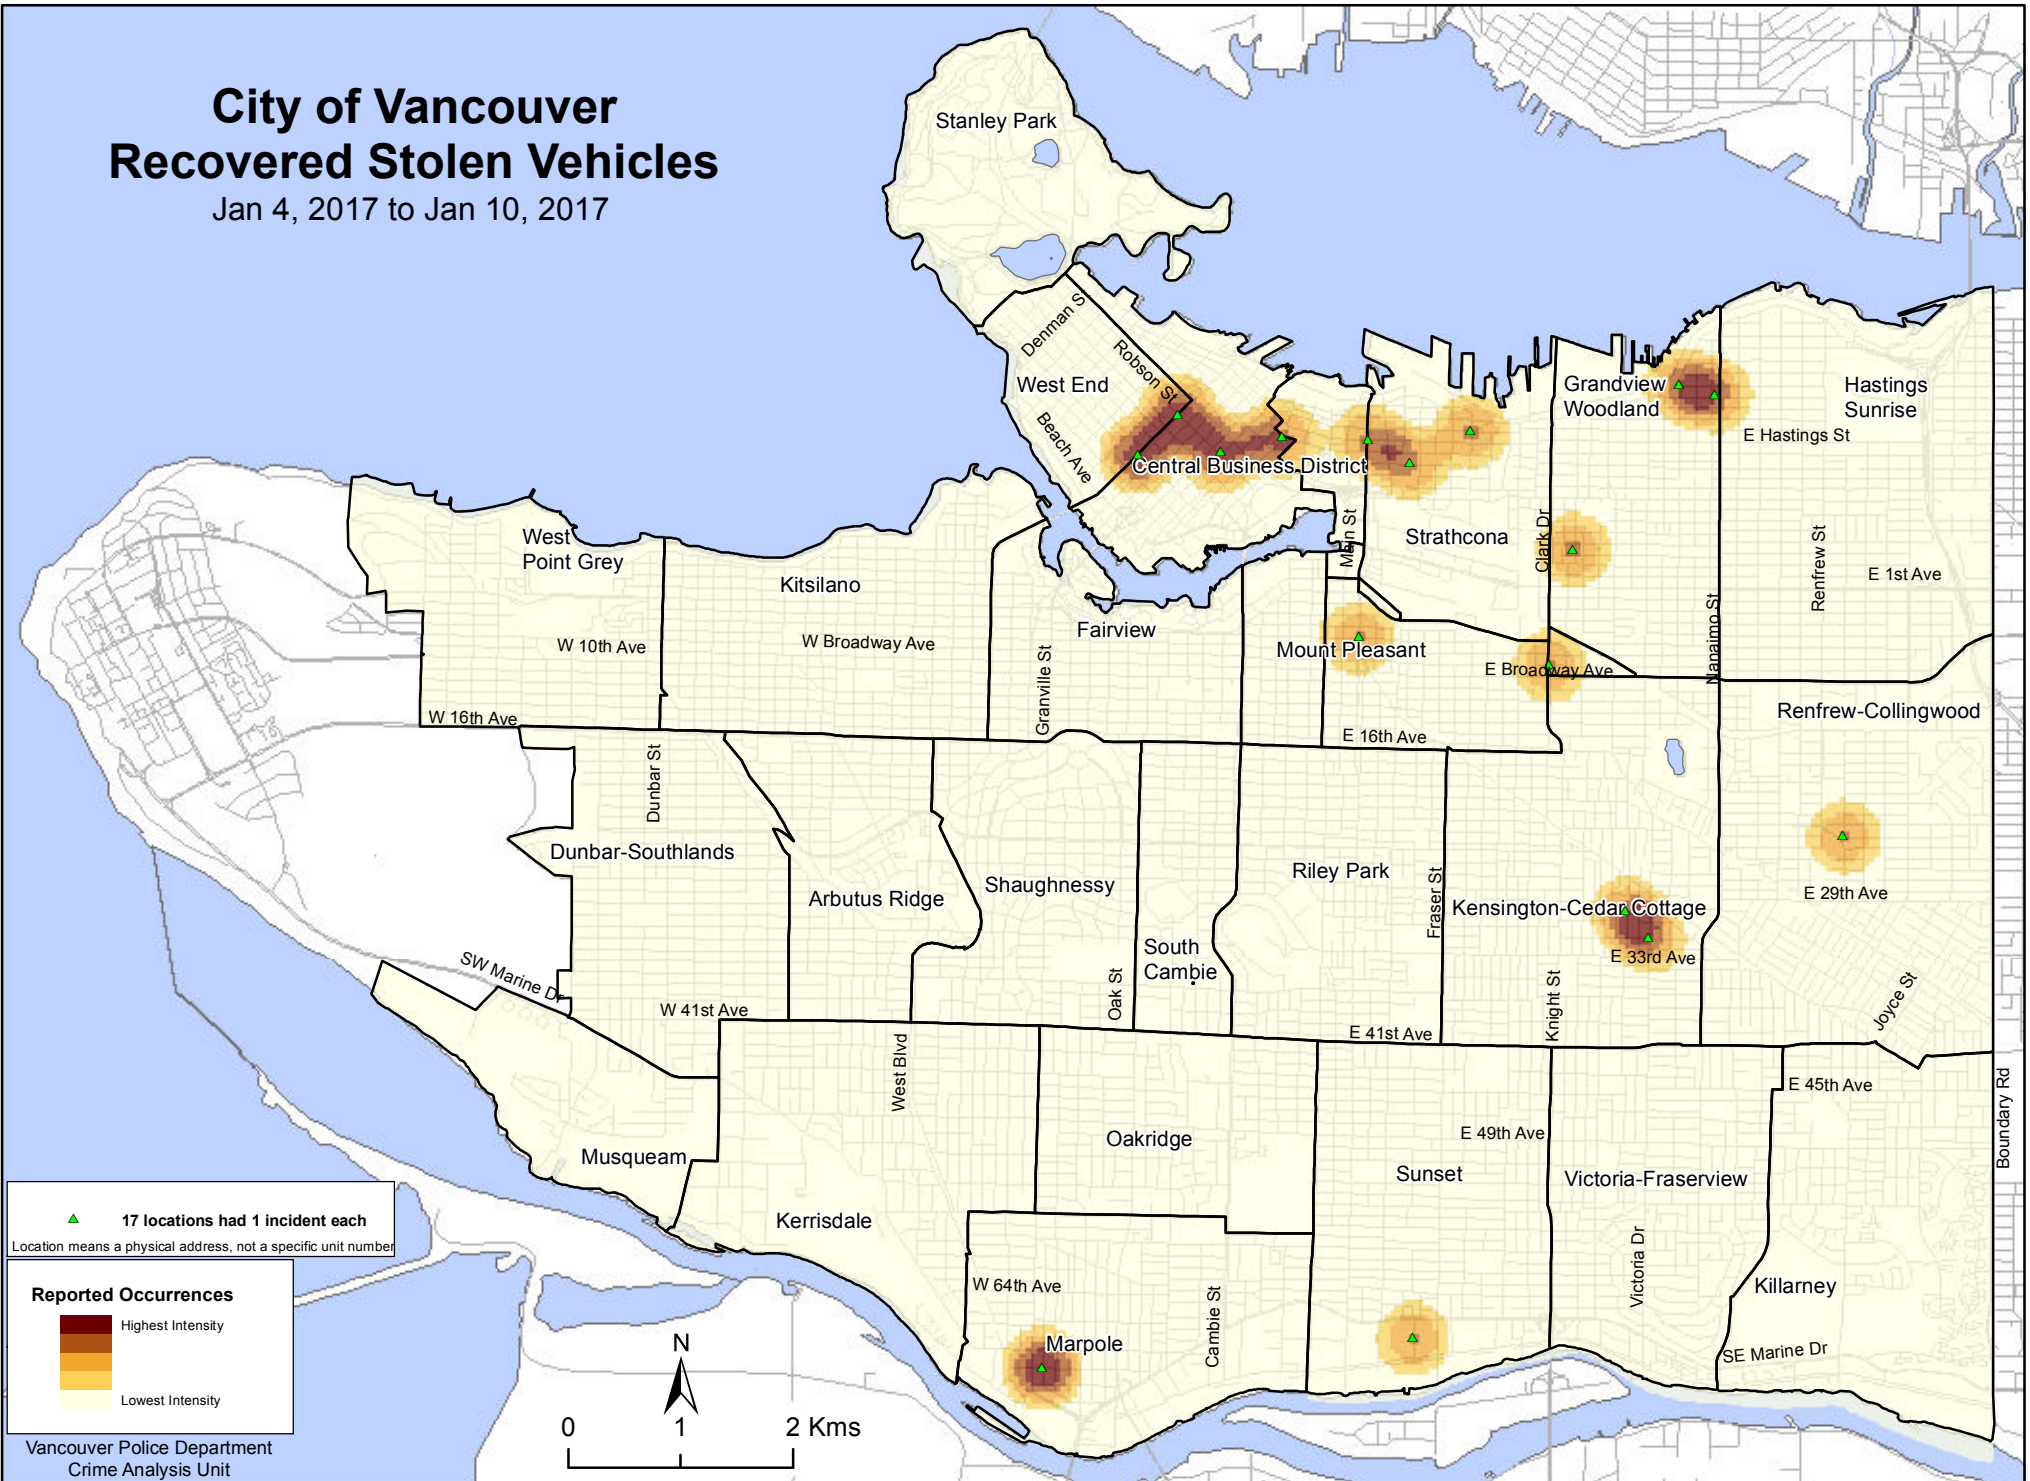 City of Vancouver
Recovered Stolen Vehicles
Jan 4, 2017 to Jan 10, 2017
Stanley Park
Denman S
Robson St
West End
Beach Ave
Central Business District
Grandview
Woodland
Hastings
Sunrise
E Hastings St
Main St
Strathcona
Clark Dr
Renfrew St
E 1st Ave
Nanaimo St
West
Point Grey
Kitsilano
W 10th Ave
W Broadway Ave
Fairview
Granville St
Mount Pleasant
E Broadway Ave
W 16th Ave
E 16th Ave
Renfrew-Collingwood
Dunbar St
Dunbar-Southlands
Arbutus Ridge
Shaughnessy
South
Cambie
Oak St
Riley Park
Fraser St
Kensington-Cedar Cottage
E 29th Ave
E 33rd Ave
Knight St
Joyce St
SW Marine Dr
W 41st Ave
E 41st Ave
West Blvd
E 45th Ave
Boundary Rd
Musqueam
Oakridge
E 49th Ave
Sunset
Victoria-Fraserview
Kerrisdale
W 64th Ave
Cambie St
Victoria Dr
Killarney
Marpole
SE Marine Dr
17 locations had 1 incident each
Location means a physical address, not a specific unit number
Reported Occurrences
Highest Intensity
Lowest Intensity
Vancouver Police Department
Crime Analysis Unit
N
0 1 2 Kms